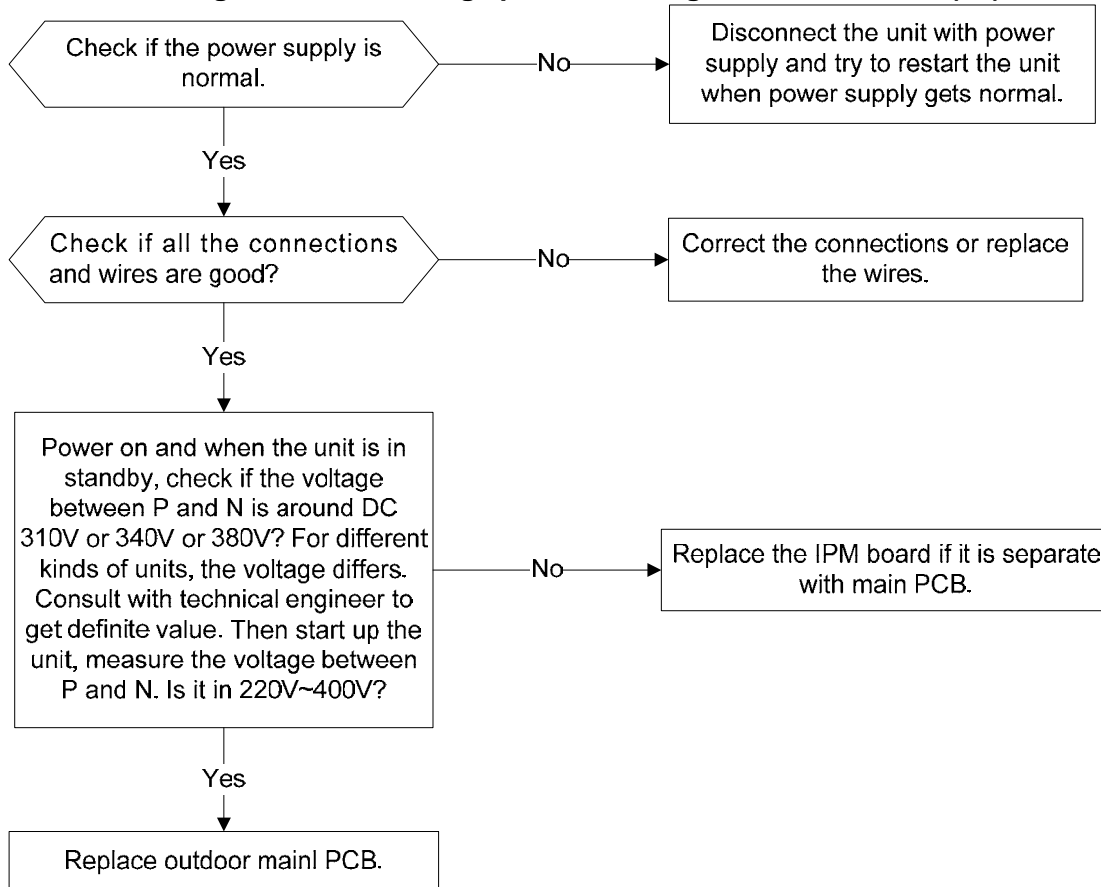 Check if the power supply is
normal.
No
Disconnect the unit with power
supply and try to restart the unit
when power supply gets normal.
Yes
Check if all the connections
and wires are good?
No
Correct the connections or replace
the wires.
Yes
Power on and when the unit is in
standby, check if the voltage
between P and N is around DC
310V or 340V or 380V? For different
kinds of units, the voltage differs.
Consult with technical engineer to
get definite value. Then start up the
unit, measure the voltage between
P and N. Is it in 220V~400V?
No
Replace the IPM board if it is separate
with main PCB.
Yes
Replace outdoor mainl PCB.